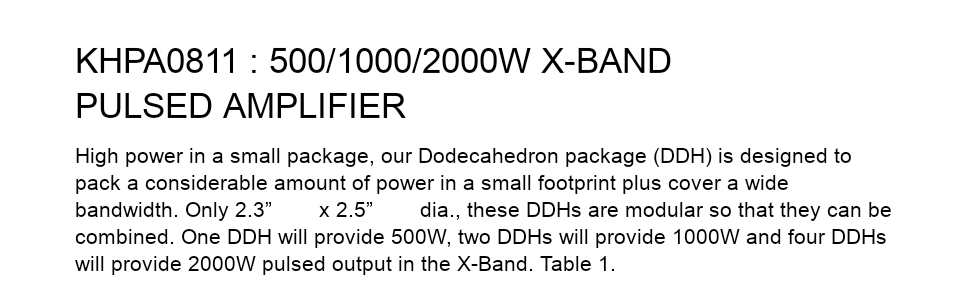 KHPA0811 : 500/1000/2000W X-BAND
PULSED AMPLIFIER
High power in a small package, our Dodecahedron package (DDH) is designed to
pack a considerable amount of power in a small footprint plus cover a wide
bandwidth. Only 2.3” x 2.5” dia., these DDHs are modular so that they can be
combined. One DDH will provide 500W, two DDHs will provide 1000W and four DDHs
will provide 2000W pulsed output in the X-Band. Table 1.